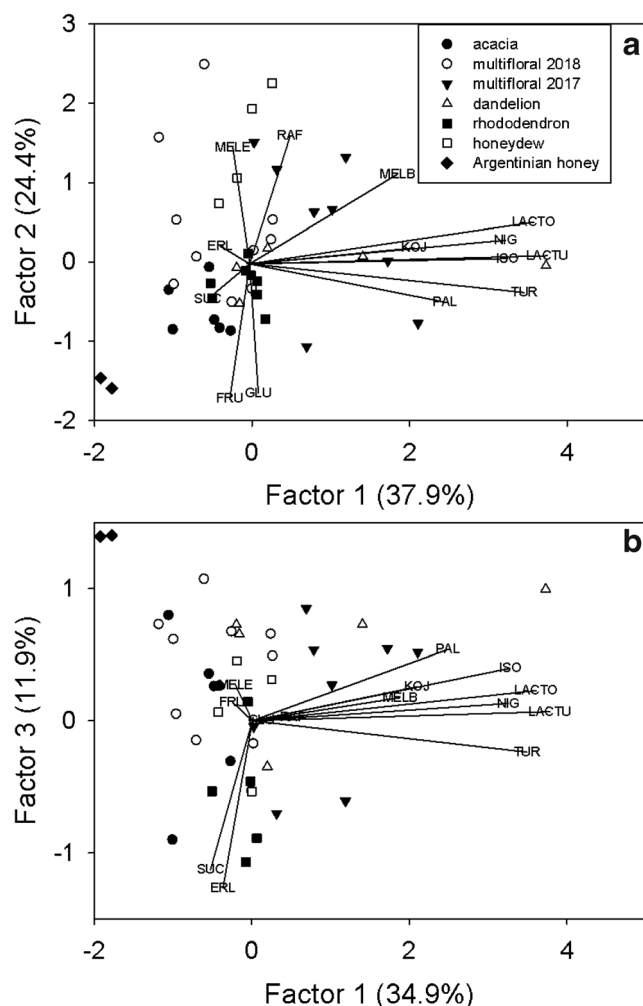 3
2
1
0
-1
-2
Factor 2 (24.4%)
a
acacia
multifloral 2018
multifloral 2017
dandelion
rhododendron
honeydew
Argentinian honey
MELE
RAF
MELB
LACTO
KOJ
NIG
ERL
LACTU
ISO
SUC
TUR
PAL
FRU
GLU
-2
0
2
4
Factor 1 (37.9%)
b
1
0
-1
Factor 3 (11.9%)
PAL
ISO
MELE
KOJ
LACTO
FRU
MELB
NIG
LACTU
TUR
SUC
ERL
-2
0
2
4
Factor 1 (34.9%)